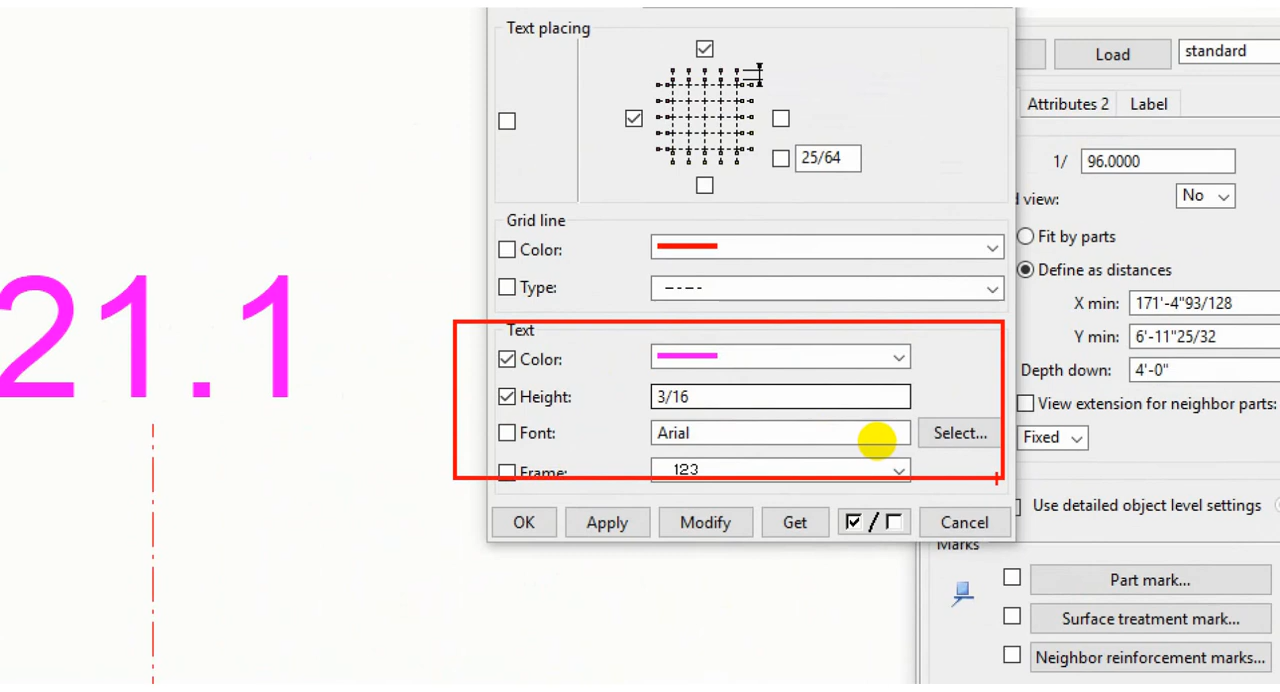 Text placing
25/64
Grid line
Color:
Type:
Text
Color:
Height: 3/16
Font: Arial Select...
Frame: 123
OK Apply Modify Get / Cancel
21.1
Load standard
Attributes 2 Label
1/ 96.0000
view: No
Fit by parts
Define as distances
X min: 171'-4"93/128
Y min: 6'-11"25/32
Depth down: 4'-0"
View extension for neighbor parts:
Fixed
Use detailed object level settings
Marks
Part mark...
Surface treatment mark...
Neighbor reinforcement marks...